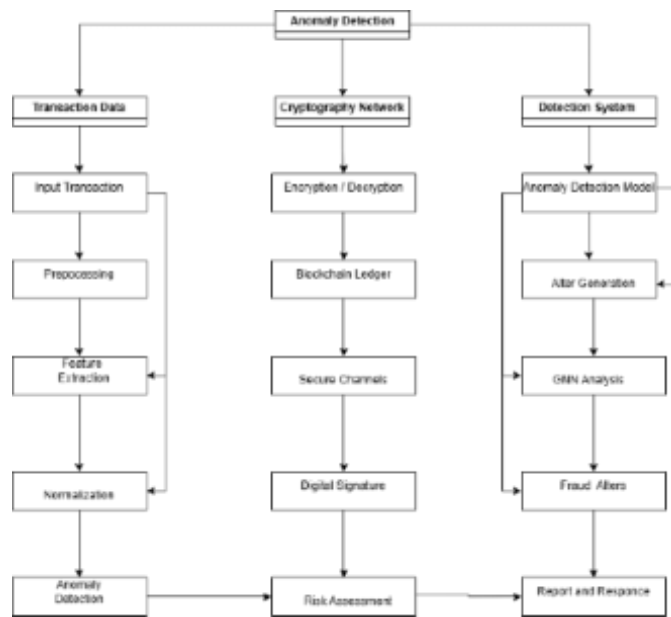 Anomaly Detection
Transaction Data
Cryptography Network
Detection System
Input Transaction
Encryption / Decryption
Anomaly Detection Model
Prepocessing
Blockchain Ledger
Alter Generation
Feature
Extraction
Secure Channels
GNN Analysis
Normalization
Digital Signature
Fraud Alters
Anomaly
Detection
Risk Assessment
Report and Responce